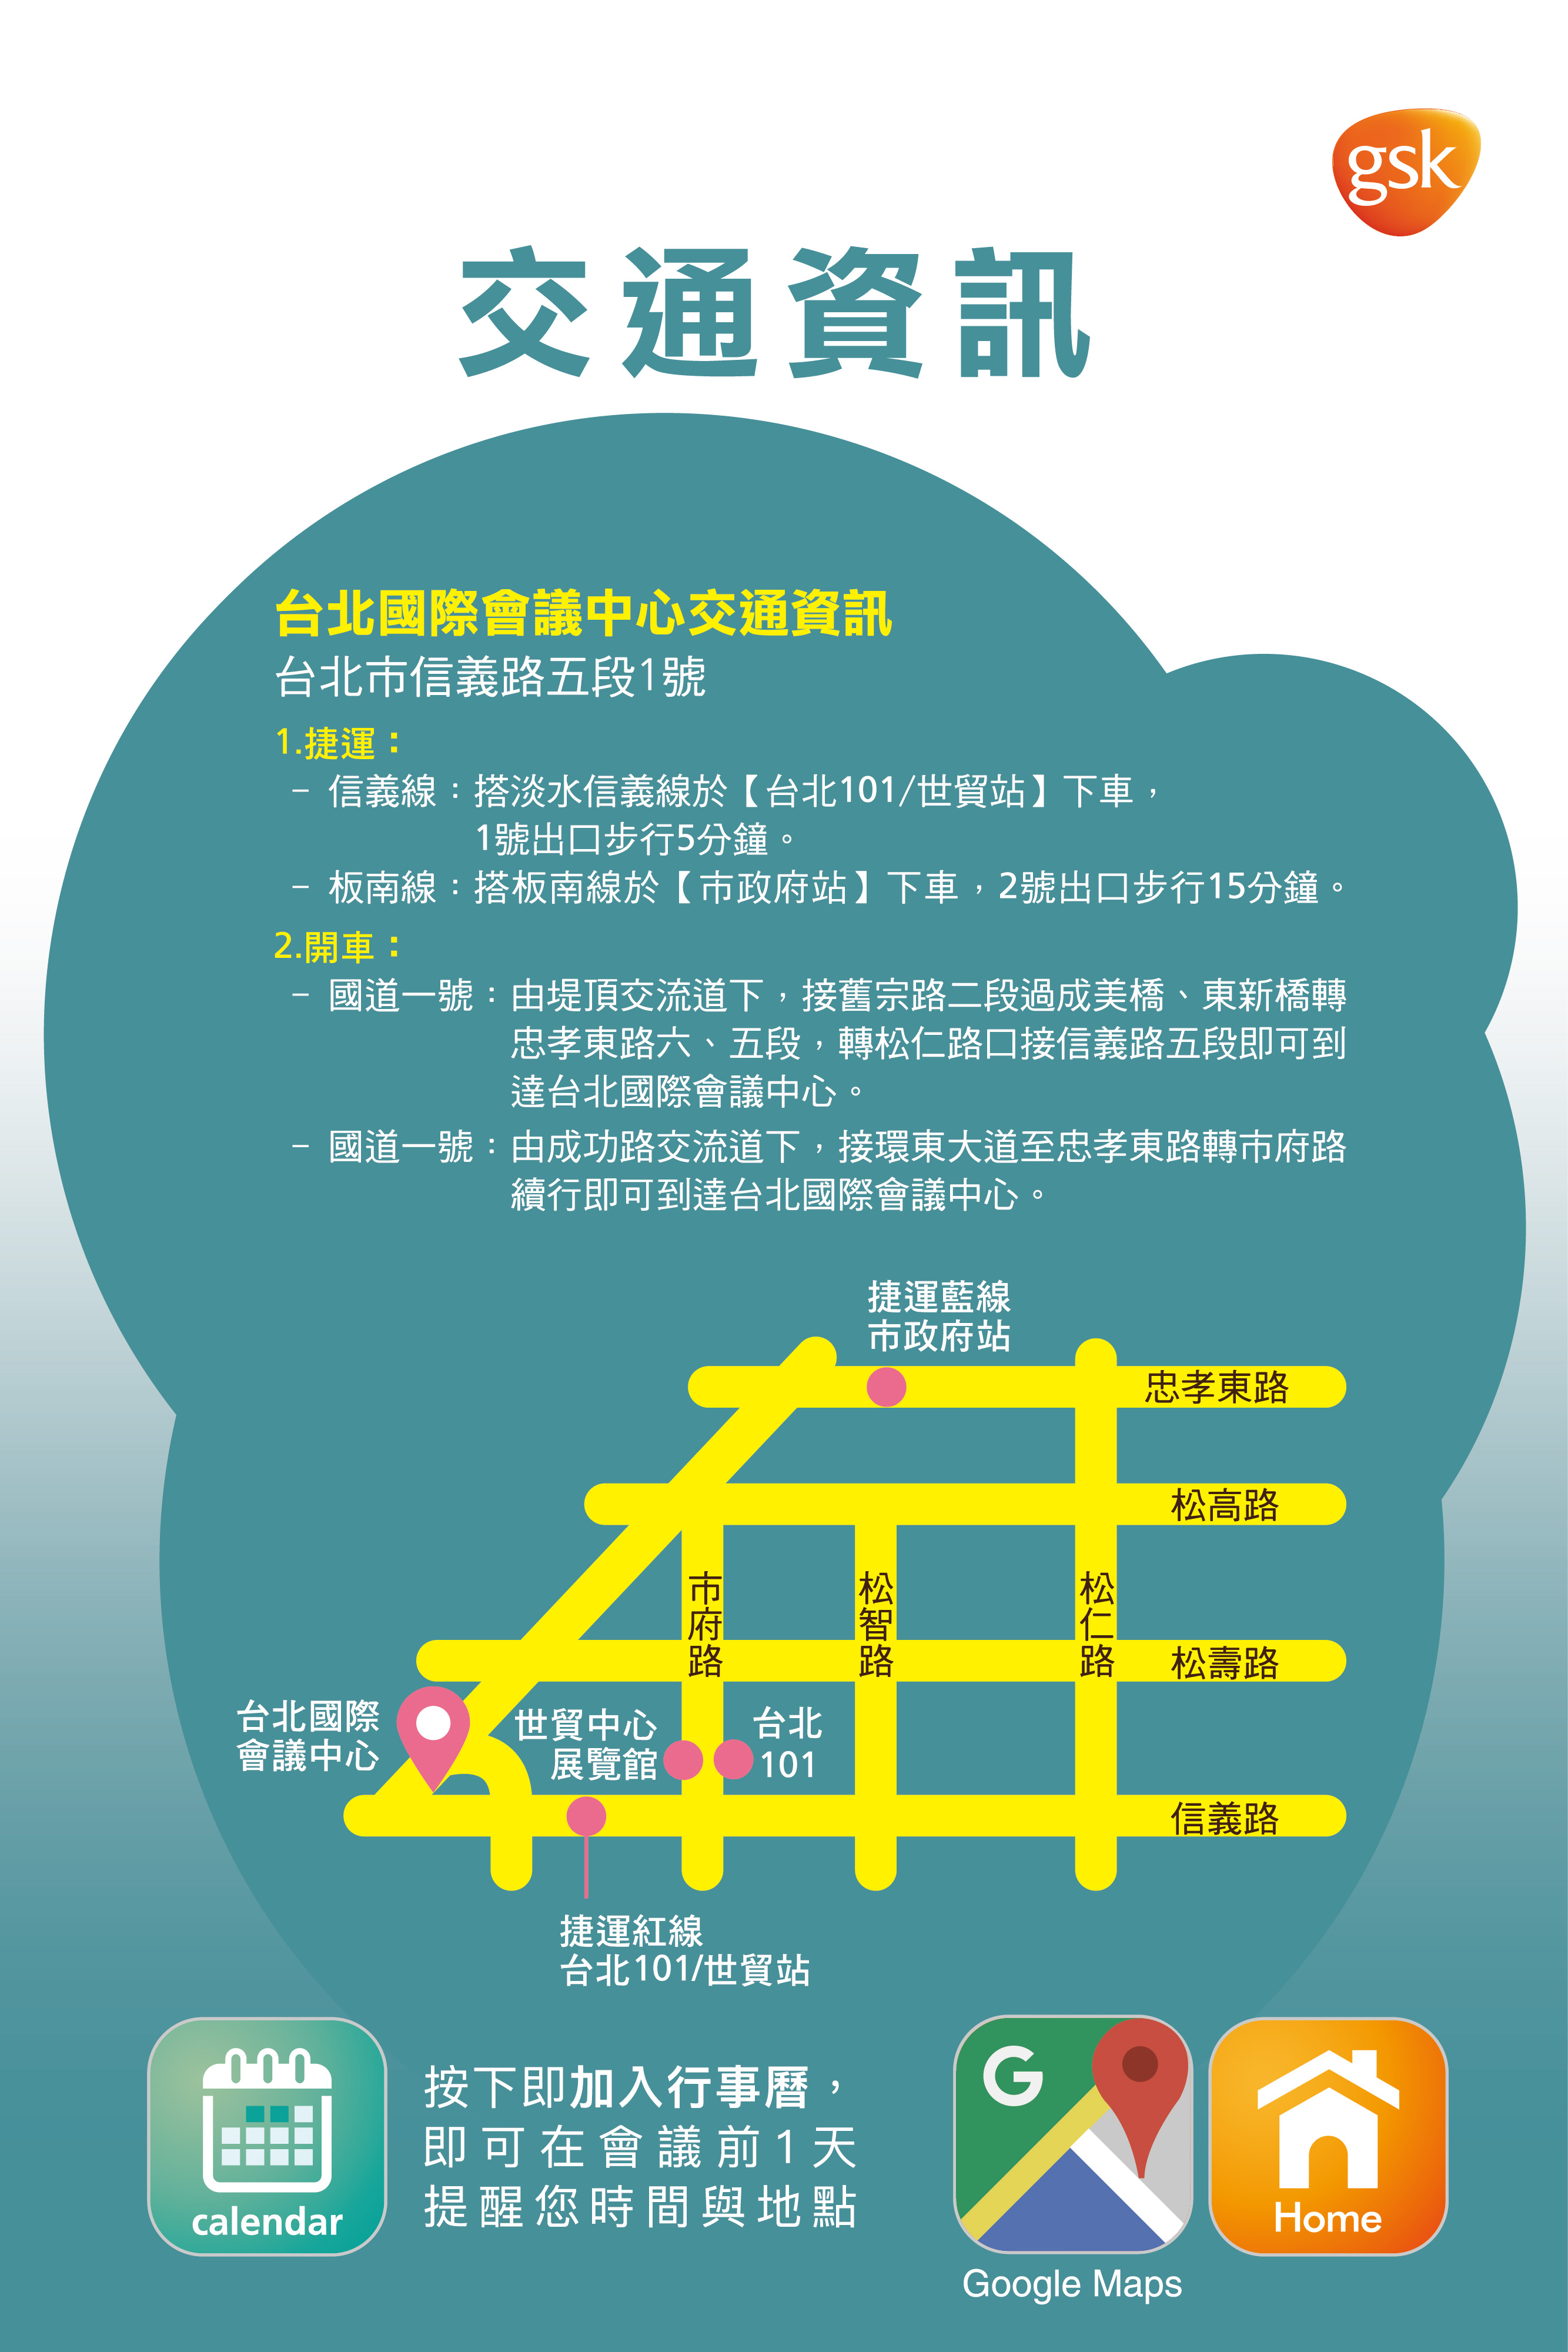 gsk
交通資訊
台北國際會議中心交通資訊
台北市信義路五段1號
1.捷運：
- 信義線：搭淡水信義線於【台北101/世貿站】下車，
1號出口步行5分鐘。
- 板南線：搭板南線於【市政府站】下車，2號出口步行15分鐘。
2.開車：
- 國道一號：由堤頂交流道下，接舊宗路二段過成美橋、東新橋轉
忠孝東路六、五段，轉松仁路口接信義路五段即可到
達台北國際會議中心。
- 國道一號：由成功路交流道下，接環東大道至忠孝東路轉市府路
續行即可到達台北國際會議中心。
捷運藍線
市政府站
忠孝東路
松高路
市府路
松智路
松仁路
松壽路
台北國際
會議中心
世貿中心
展覽館
台北
101
信義路
捷運紅線
台北101/世貿站
calendar
按下即加入行事曆，
即可在會議前1天
提醒您時間與地點
G
Google Maps
Home